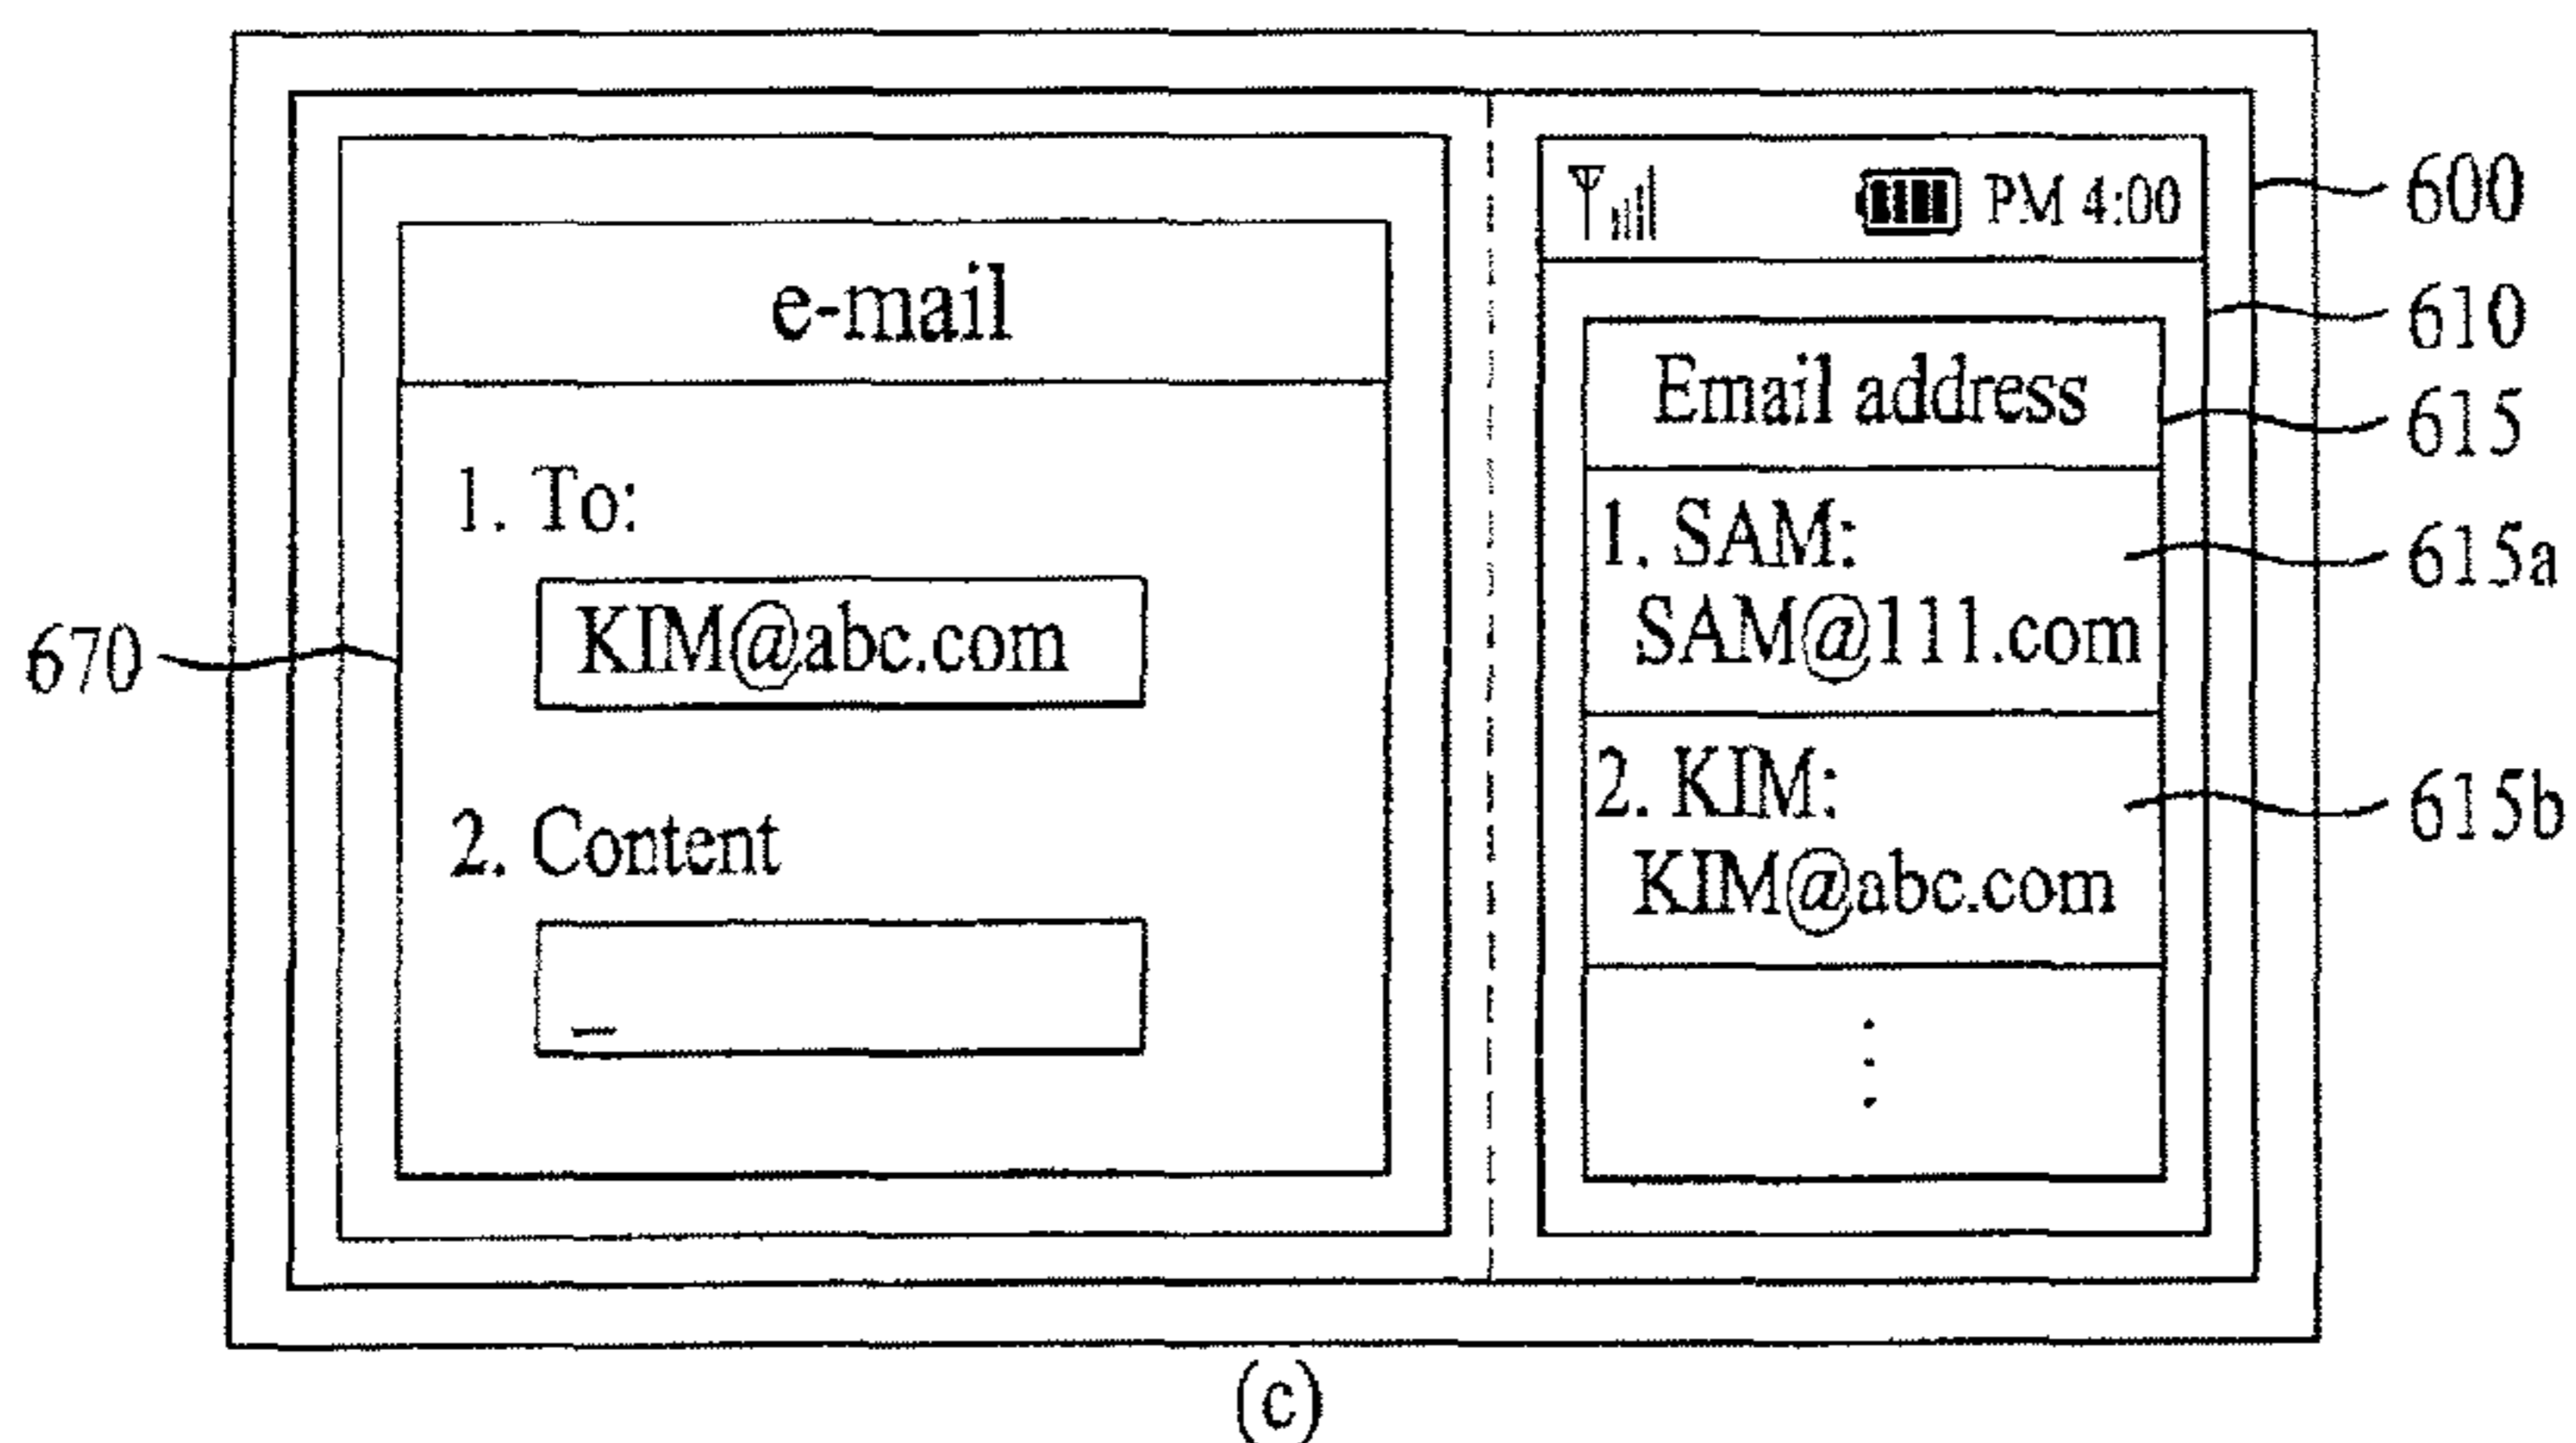 e-mail
1. To:
KIM@abc.com
2. Content
_
670
PM 4:00
Email address
1. SAM:
SAM@111.com
2. KIM:
KIM@abc.com
600
610
615
615a
615b
(c)